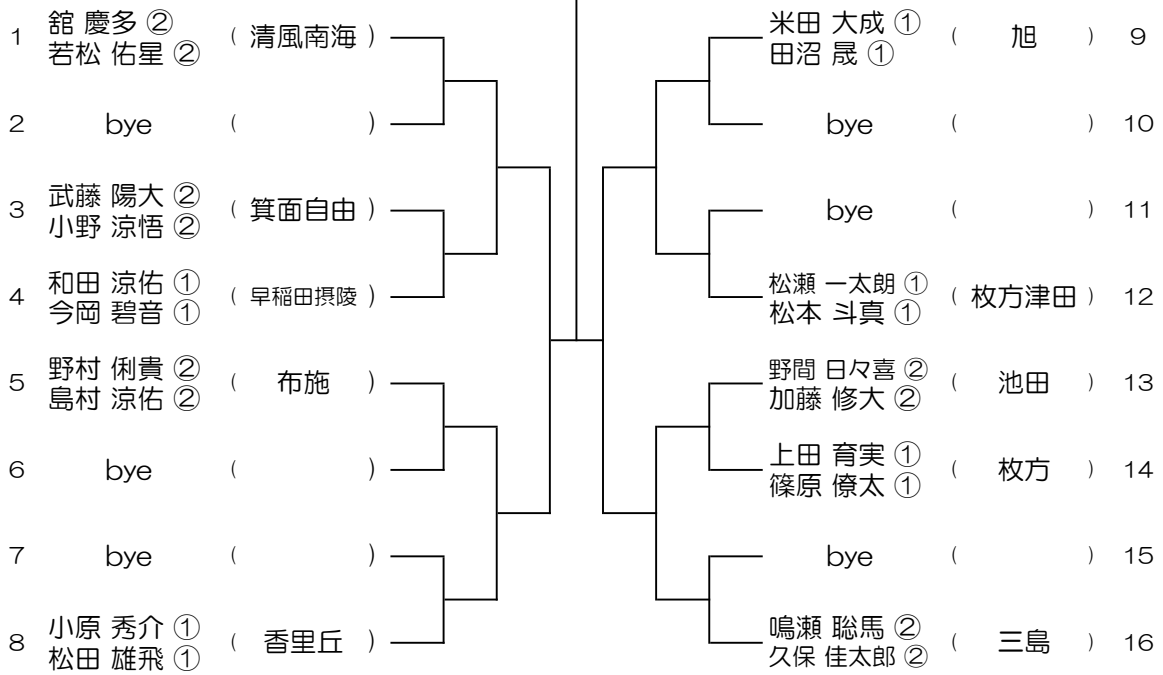 1 舘 慶多 ② 若松 佑星 ② ( 清風南海 )
2 bye ( )
3 武藤 陽大 ② 小野 涼悟 ② ( 箕面自由 )
4 和田 涼佑 ① 今岡 碧音 ① ( 早稲田摂陵 )
5 野村 俐貴 ② 島村 涼佑 ② ( 布施 )
6 bye ( )
7 bye ( )
8 小原 秀介 ① 松田 雄飛 ① ( 香里丘 )
米田 大成 ① 田沼 晟 ① ( 旭 ) 9
bye ( ) 10
bye ( ) 11
松瀬 一太朗 ① 松本 斗真 ① ( 枚方津田 ) 12
野間 日々喜 ② 加藤 修大 ② ( 池田 ) 13
上田 育実 ① 篠原 僚太 ① ( 枚方 ) 14
bye ( ) 15
鳴瀬 聡馬 ② 久保 佳太郎 ② ( 三島 ) 16